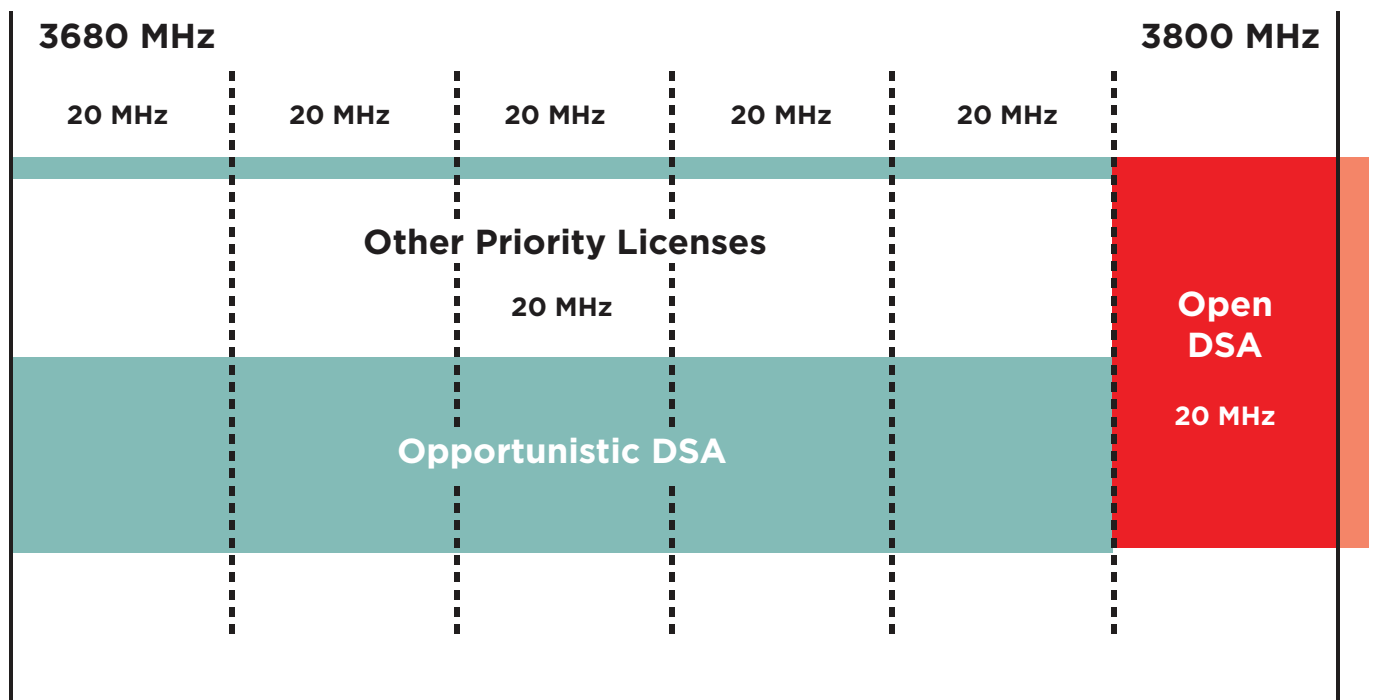 3680 MHz
3800 MHz
20 MHz
20 MHz
20 MHz
20 MHz
20 MHz
Other Priority Licenses
20 MHz
Open
DSA
20 MHz
Opportunistic DSA